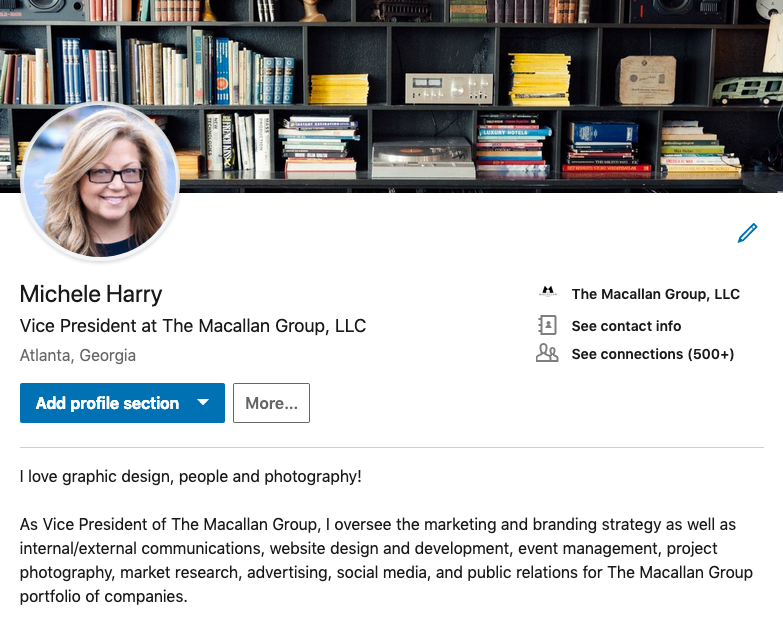 LUXURY HOTELS
Michele Harry
Vice President at The Macallan Group, LLC
Atlanta, Georgia
The Macallan Group, LLC
See contact info
See connections (500+)
Add profile section
More...
I love graphic design, people and photography!
As Vice President of The Macallan Group, I oversee the marketing and branding strategy as well as
internal/external communications, website design and development, event management, project
photography, market research, advertising, social media, and public relations for The Macallan Group
portfolio of companies.